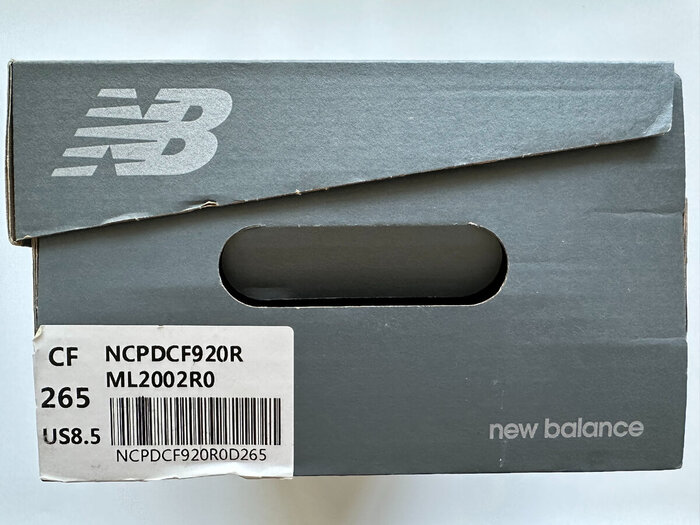 NB
CF
265
US8.5
NCPDCF920R
ML2002R0
NCPDCF920R0D265
new balance